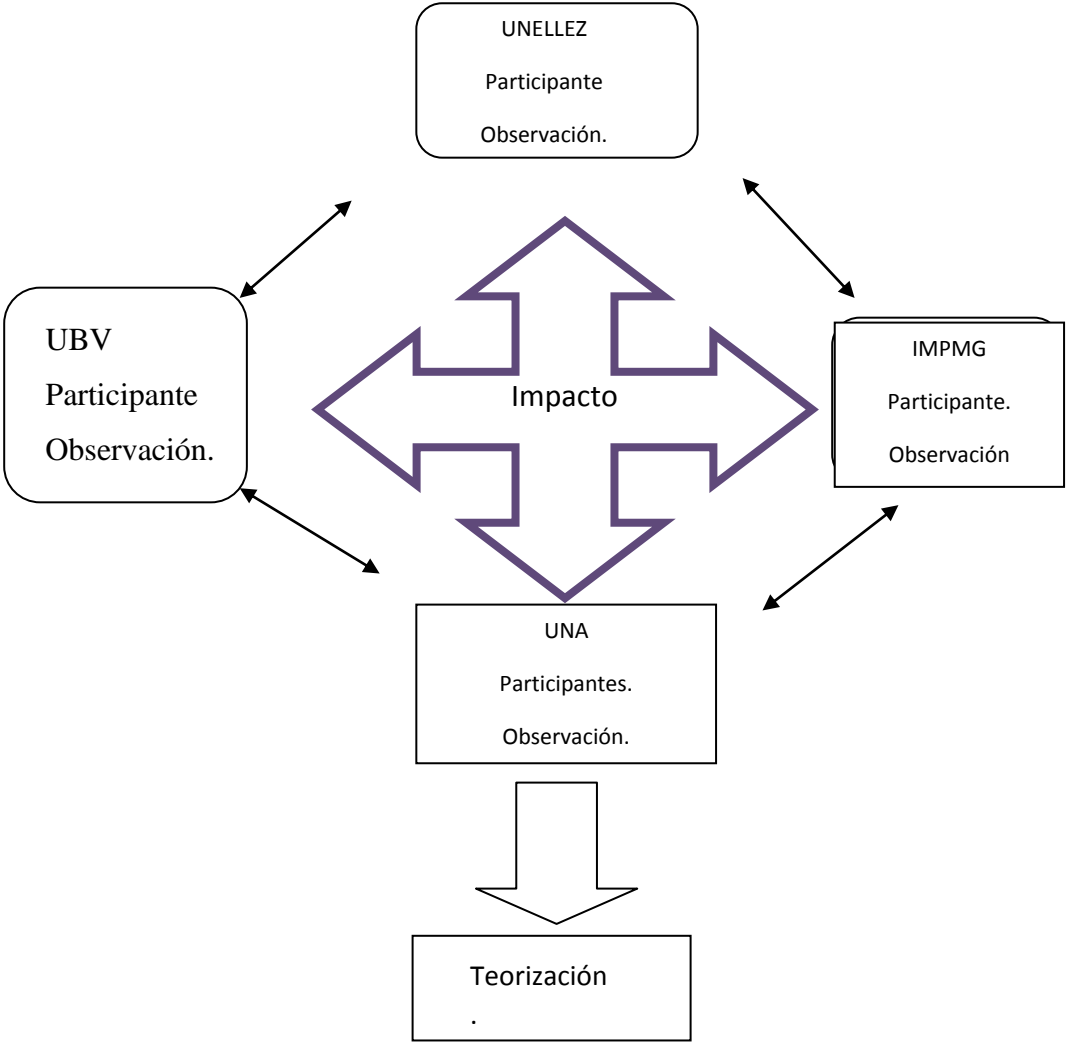 UNELLEZ
Participante
Observación.
UBV
Participante
Observación.
Impacto
IMPMG
Participante.
Observación
UNA
Participantes.
Observación.
Teorización
.